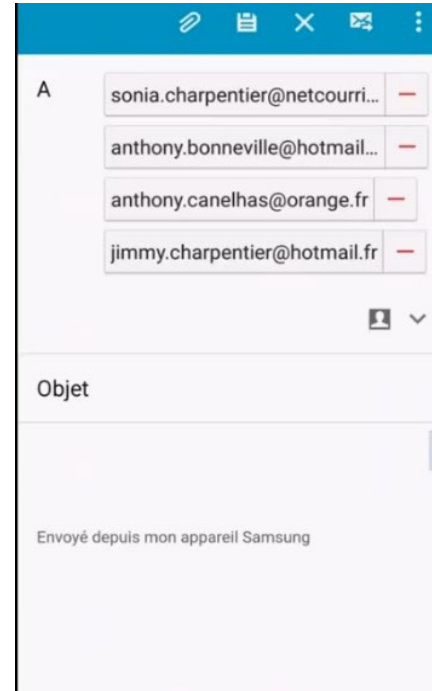 A
sonia.charpentier@netcourri...
anthony.bonneville@hotmail...
anthony.canelhas@orange.fr
jimmy.charpentier@hotmail.fr
Objet
Envoyé depuis mon appareil Samsung